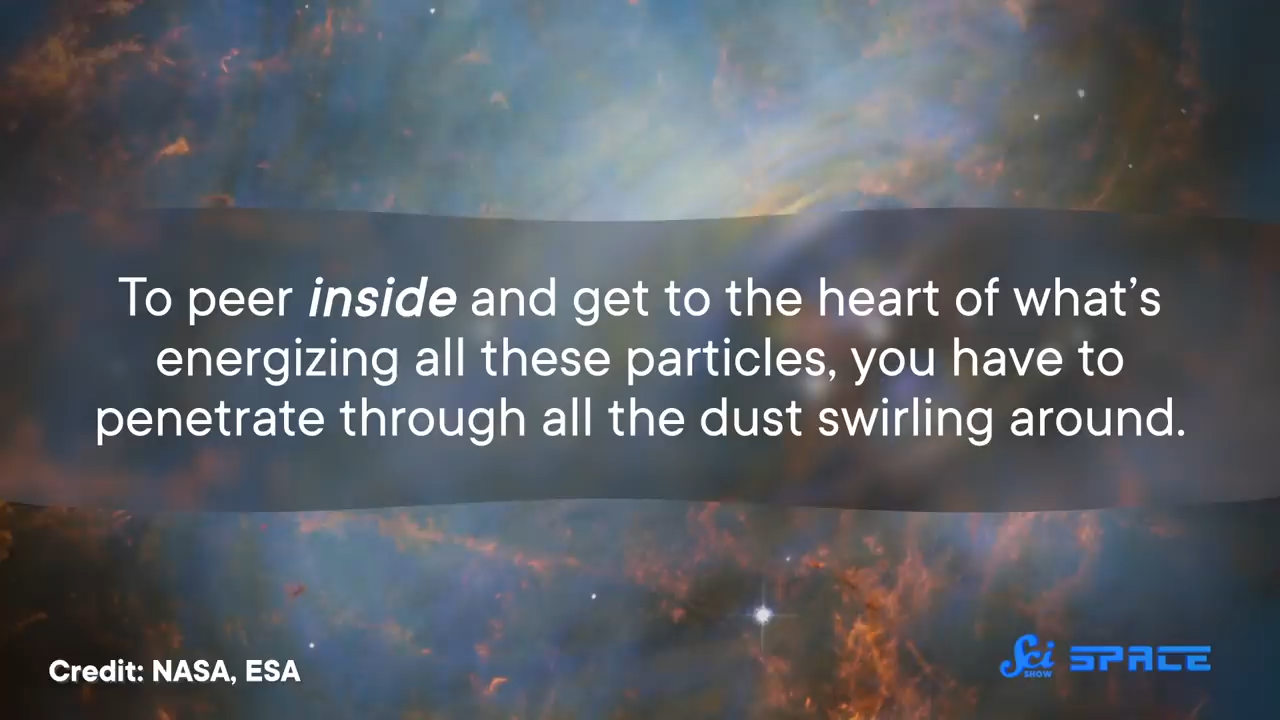 To peer inside and get to the heart of what’s
energizing all these particles, you have to
penetrate through all the dust swirling around.
Credit: NASA, ESA
Sci SHOW SPACE